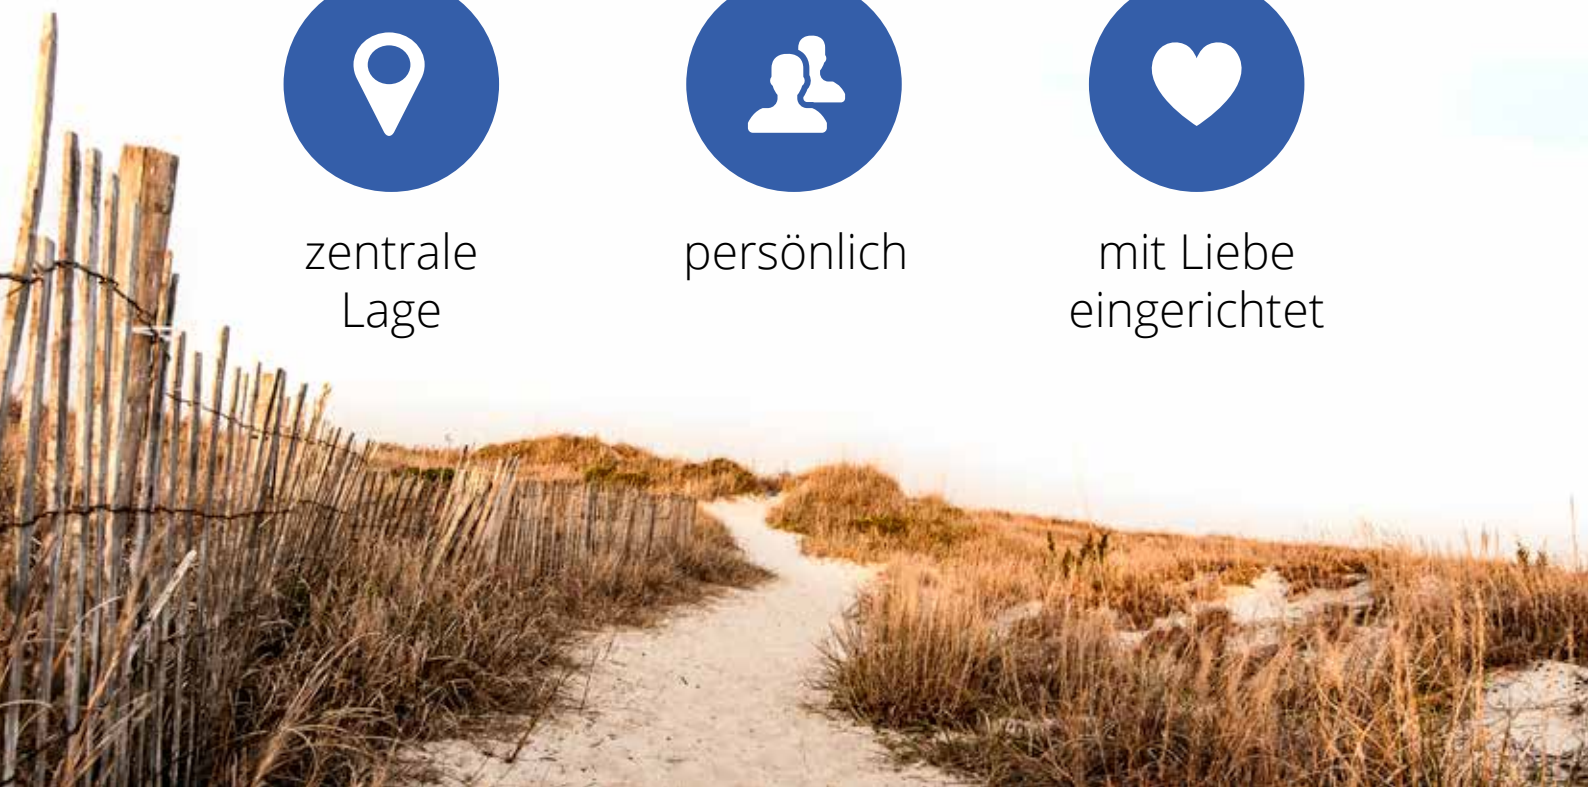 zentrale
Lage
persönlich
mit Liebe
eingerichtet